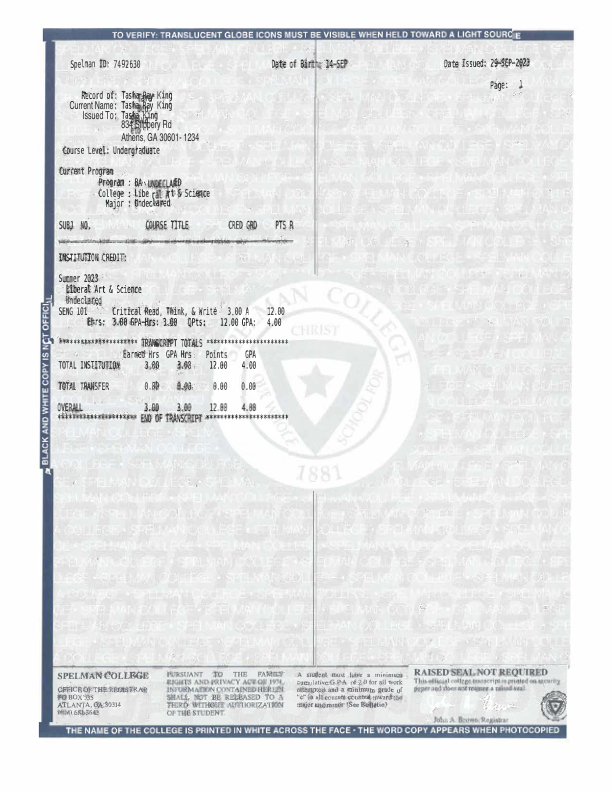 TO VERIFY: TRANSLUCENT GLOBE ICONS MUST BE VISIBLE WHEN HELD TOWARD A LIGHT SOURCE
Spelman ID: 7492630 Date of Birth: 14-SEP Date Issued: 29-SEP-2023
Page: 1
Record of: Tasha Ray King
Current Name: Tasha Ray King
Issued To: Tasha King
834 Slippery Rd
Athens, GA 30601-1234
Course Level: Undergraduate
Current Program
Program : BA UNDECLARED
College : Liberal Art & Science
Major : Undeclared
SUBJ NO. COURSE TITLE CRED GRD PTS R
INSTITUTION CREDIT:
Summer 2023
Liberal Art & Science
Undeclared
SENG 101 Critical Read, Think, & Write 3.00 A 12.00
Ehrs: 3.00 GPA-Hrs: 3.00 QPts: 12.00 GPA: 4.00
********************** TRANSCRIPT TOTALS ***********************
Earned Hrs GPA Hrs Points GPA
TOTAL INSTITUTION 3.00 3.00 12.00 4.00
TOTAL TRANSFER 0.00 0.00 0.00 0.00
OVERALL 3.00 3.00 12.00 4.00
********************** END OF TRANSCRIPT ***********************
BLACK AND WHITE COPY IS NOT OFFICIAL
SPELMAN COLLEGE
CHRIST
SCHOOL FOR
1881
SPELMAN COLLEGE
OFFICE OF THE REGISTRAR
PO BOX
ATLANTA, GA 30314
PURSUANT TO THE FAMILY
RIGHTS AND PRIVACY ACT OF 1974,
INFORMATION CONTAINED HEREIN
SHALL NOT BE RELEASED TO A
THIRD WITHOUT AUTHORIZATION
OF THE STUDENT
A student must have a minimum
cumulative G.P.A. of 2.0 for all work
attempted and a minimum grade of
"c" in all courses counted toward the
major and minor (See Bulletin)
RAISED SEAL NOT REQUIRED
This official college transcript is printed on security
paper and does not require a raised seal.
John A. Brown, Registrar
THE NAME OF THE COLLEGE IS PRINTED IN WHITE ACROSS THE FACE • THE WORD COPY APPEARS WHEN PHOTOCOPIED